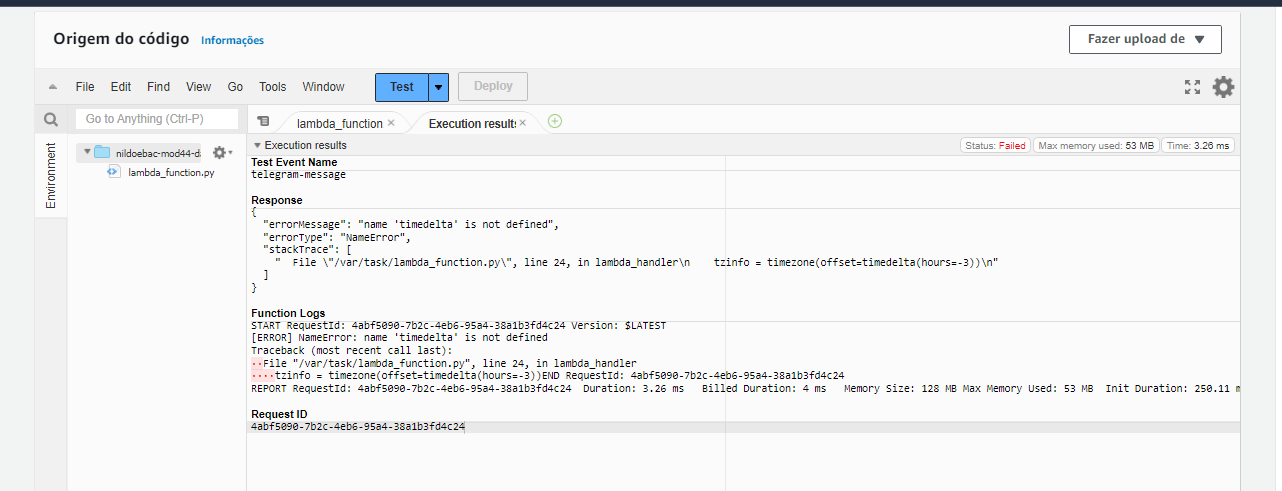 Origem do código Informações
Fazer upload de
File Edit Find View Go Tools Window Test Deploy
Go to Anything (Ctrl-P)
lambda_function
Execution results
Environment
nildoebac-mod44-d
lambda_function.py
Execution results
Status: Failed Max memory used: 53 MB Time: 3.26 ms
Test Event Name
telegram-message
Response
{
"errorMessage": "name 'timedelta' is not defined",
"errorType": "NameError",
"stackTrace": [
"  File \"/var/task/lambda_function.py\", line 24, in lambda_handler\n    tzinfo = timezone(offset=timedelta(hours=-3))\n"
]
}
Function Logs
START RequestId: 4abf5090-7b2c-4eb6-95a4-38a1b3fd4c24 Version: $LATEST
[ERROR] NameError: name 'timedelta' is not defined
Traceback (most recent call last):
··File "/var/task/lambda_function.py", line 24, in lambda_handler
····tzinfo = timezone(offset=timedelta(hours=-3))END RequestId: 4abf5090-7b2c-4eb6-95a4-38a1b3fd4c24
REPORT RequestId: 4abf5090-7b2c-4eb6-95a4-38a1b3fd4c24 Duration: 3.26 ms Billed Duration: 4 ms Memory Size: 128 MB Max Memory Used: 53 MB Init Duration: 250.11 m
Request ID
4abf5090-7b2c-4eb6-95a4-38a1b3fd4c24